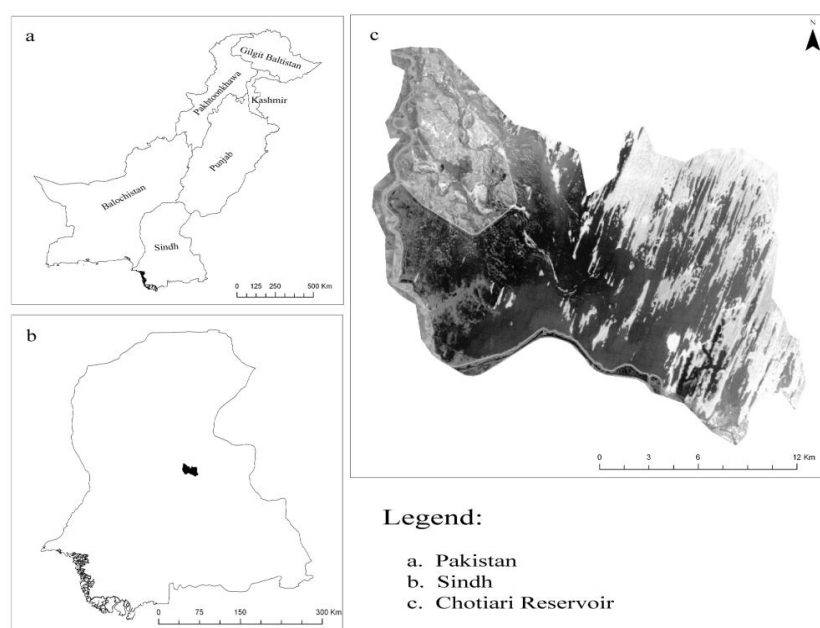 a
Gilgit Baltistan
Pakhtoonkhawa
Kashmir
Punjab
Balochistan
Sindh
0 125 250 500 Km
b
0 75 150 300 Km
c
N
0 3 6 12 Km
Legend:
a. Pakistan
b. Sindh
c. Chotiari Reservoir